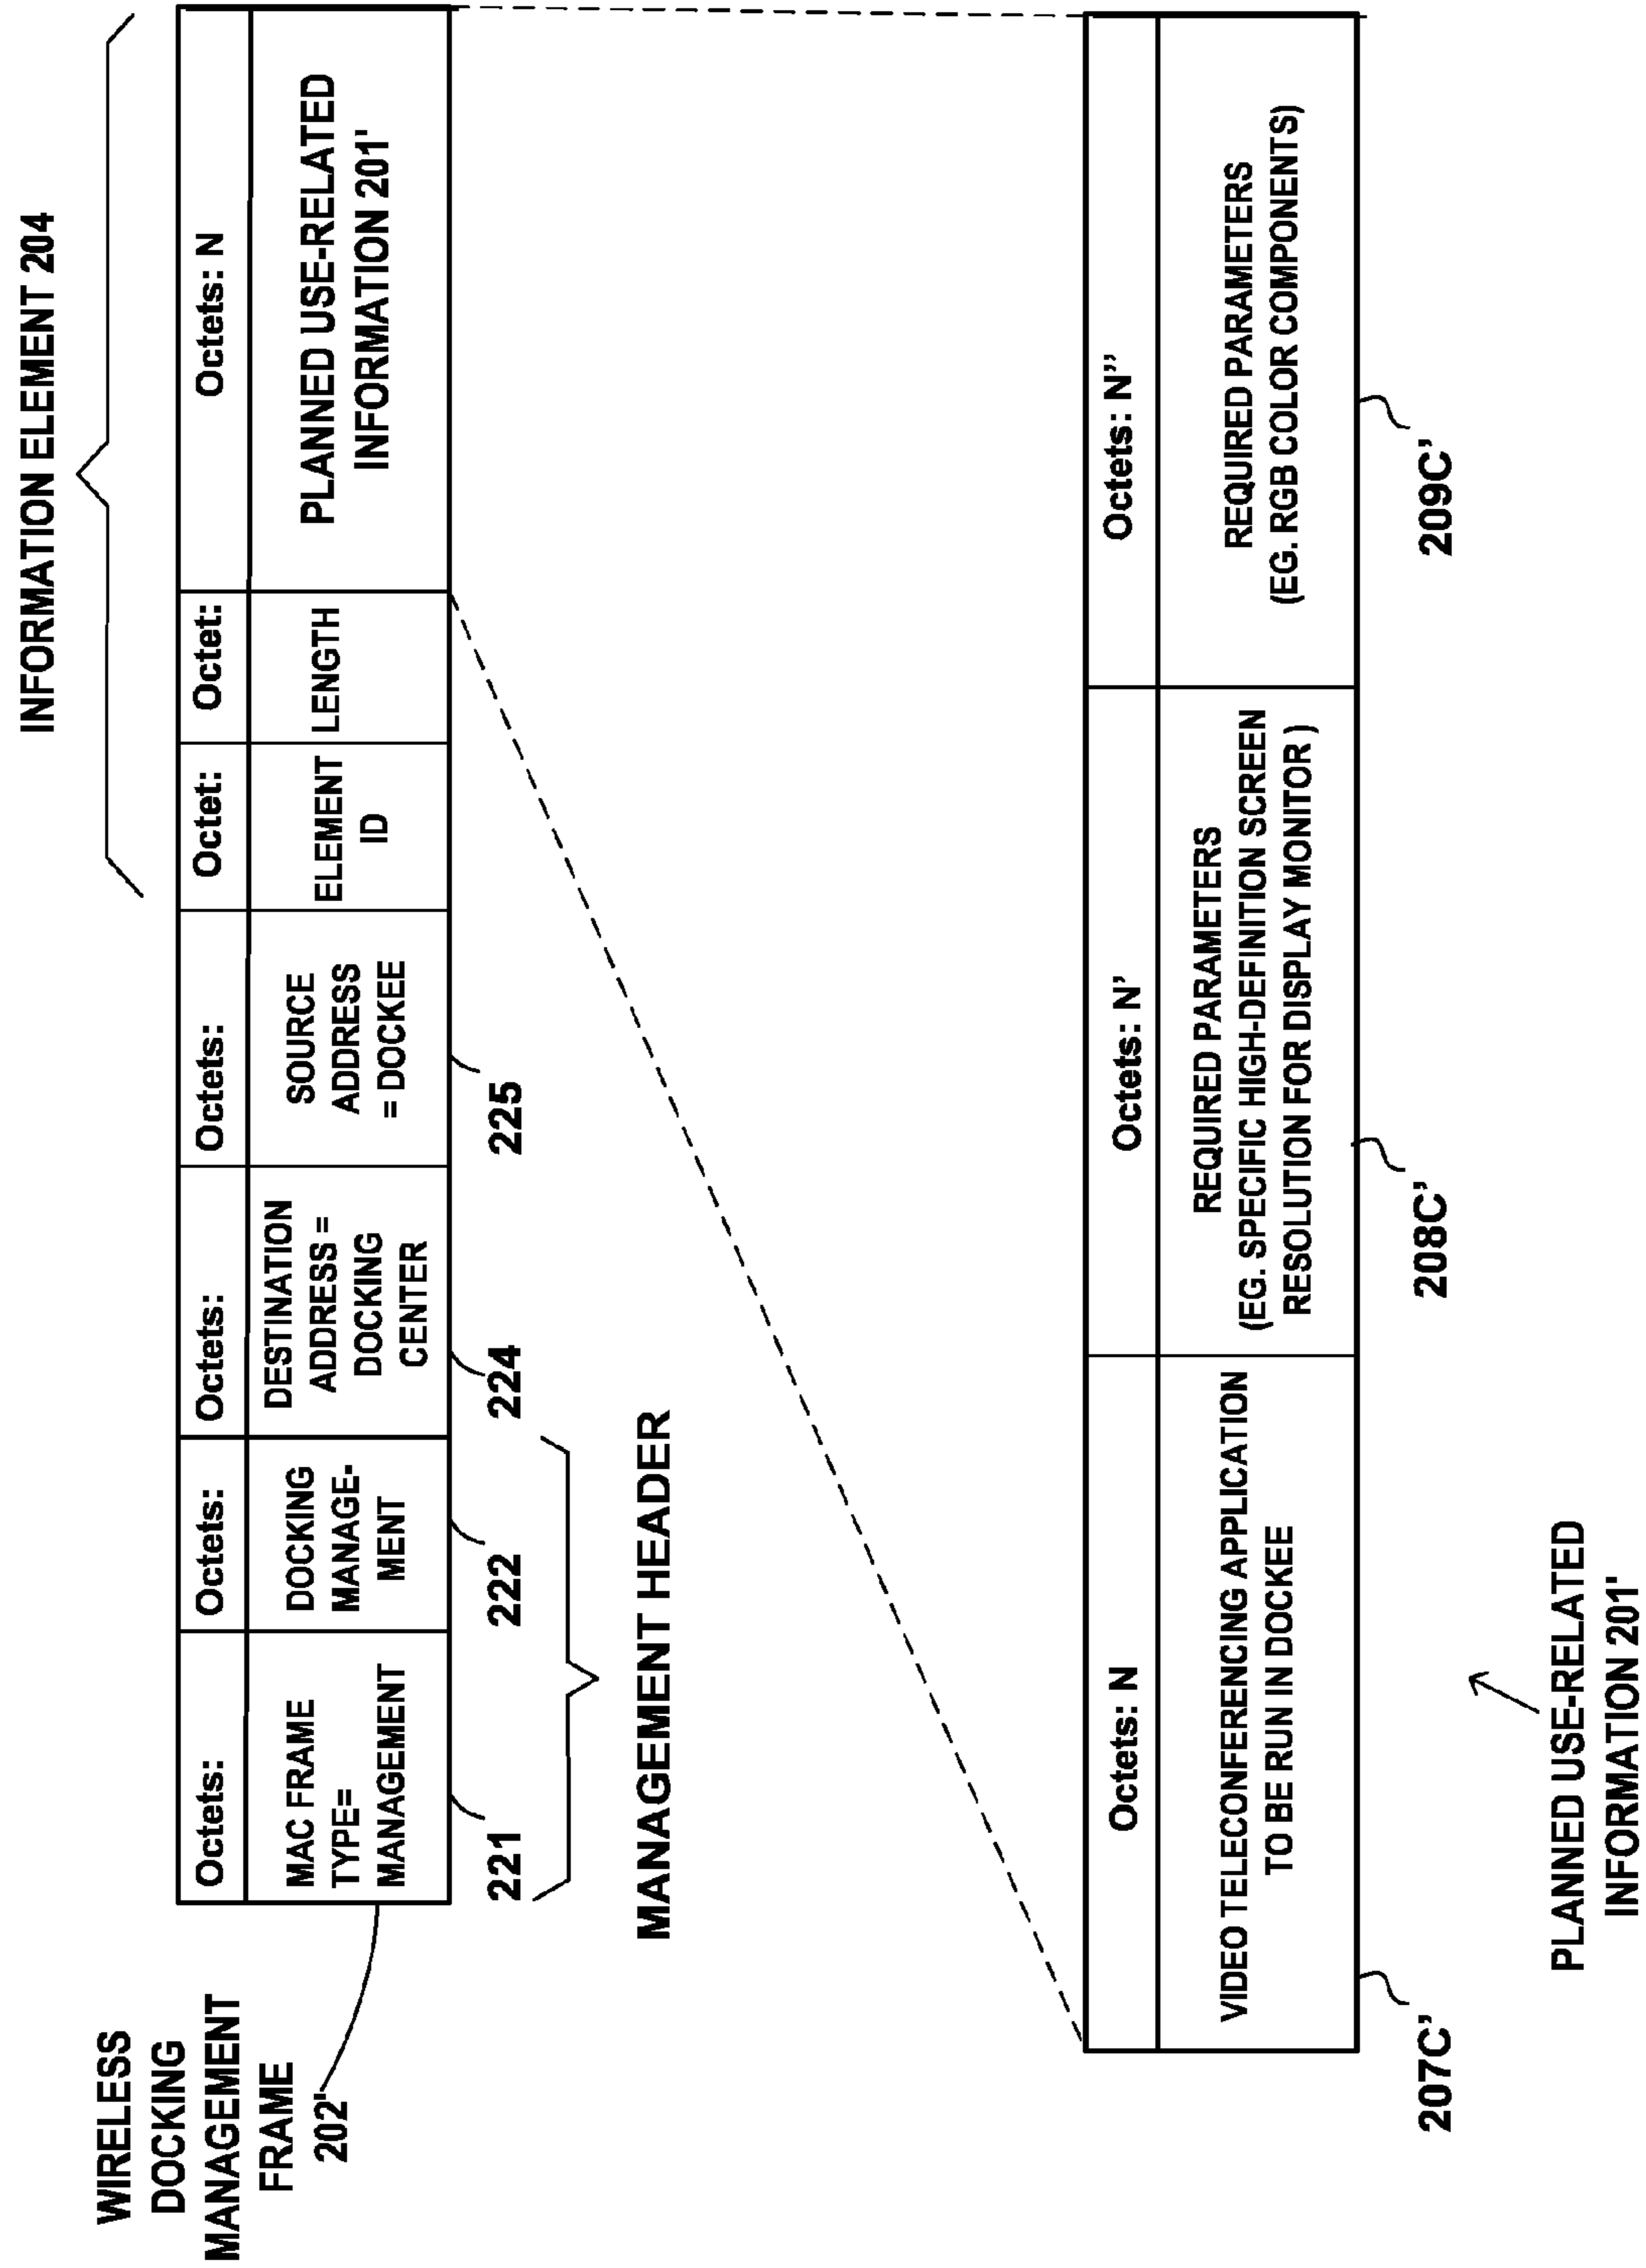 INFORMATION ELEMENT 204
WIRELESS
DOCKING
MANAGEMENT
FRAME
202'
Octets:
Octets:
Octets:
Octets:
Octet:
Octet:
Octets: N
MAC FRAME
TYPE=
MANAGEMENT
DOCKING
MANAGE-
MENT
DESTINATION
ADDRESS =
DOCKING
CENTER
SOURCE
ADDRESS
= DOCKEE
ELEMENT
ID
LENGTH
PLANNED USE-RELATED
INFORMATION 201'
221
222
224
225
MANAGEMENT HEADER
Octets: N
Octets: N'
Octets: N''
VIDEO TELECONFERENCING APPLICATION
TO BE RUN IN DOCKEE
REQUIRED PARAMETERS
(EG. SPECIFIC HIGH-DEFINITION SCREEN
RESOLUTION FOR DISPLAY MONITOR )
REQUIRED PARAMETERS
(EG. RGB COLOR COMPONENTS)
207C'
208C'
209C'
PLANNED USE-RELATED
INFORMATION 201'